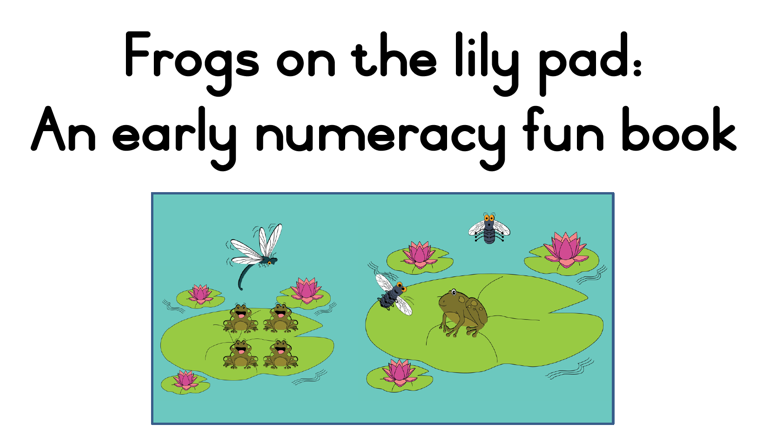 Frogs on the lily pad:
An early numeracy fun book